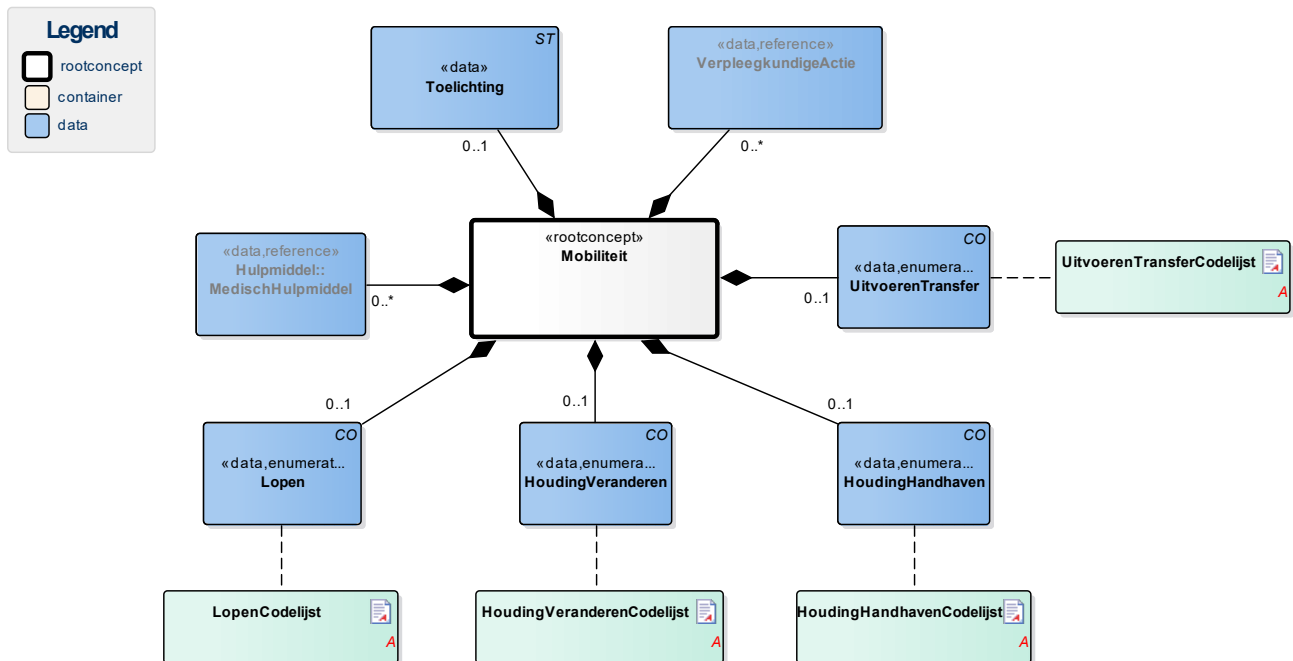 Legend
rootconcept
container
data
ST
«data»
Toelichting
«data,reference»
VerpleegkundigeActie
0..1
0..*
«rootconcept»
Mobiliteit
«data,reference»
Hulpmiddel::
MedischHulpmiddel
0..*
CO
«data,enumera...
UitvoerenTransfer
0..1
UitvoerenTransferCodelijst
A
0..1
0..1
0..1
CO
«data,enumerat...
Lopen
CO
«data,enumera...
HoudingVeranderen
CO
«data,enumera...
HoudingHandhaven
LopenCodelijst
A
HoudingVeranderenCodelijst
A
HoudingHandhavenCodelijst
A